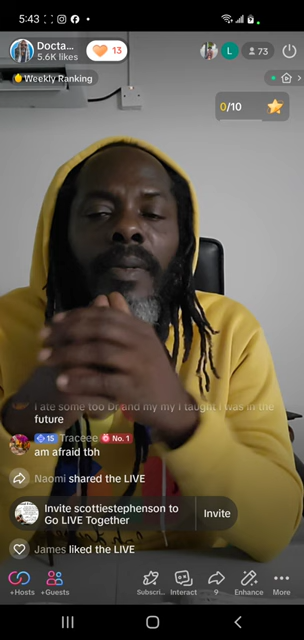 5:43
Docta...
5.6K likes
13
L
73
Weekly Ranking
0/10
I ate some too Dr and my my I taught I was in the
future
15 Traceee No. 1
am afraid tbh
Naomi shared the LIVE
Invite scottiestephenson to
Go LIVE Together
Invite
James liked the LIVE
+Hosts
+Guests
Subscri...
Interact
9
Enhance
More